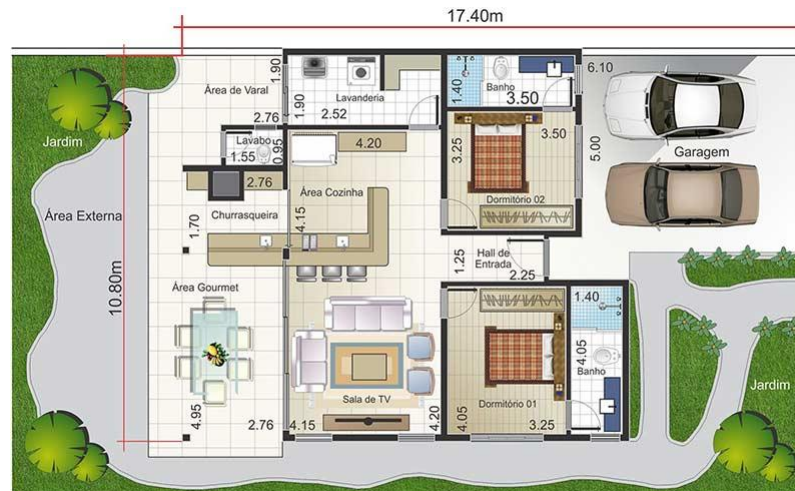 17.40m
10.80m
Jardim
Área Externa
Área de Varal
1.90
2.76
1.90
Lavanderia
2.52
1.40
Banho
3.50
6.10
5.00
Garagem
Lavabo
1.55
0.95
4.20
3.25
3.50
Dormitório 02
2.76
Churrasqueira
1.70
Área Cozinha
4.15
Hall de
Entrada
1.25
2.25
Área Gourmet
4.95
2.76
Sala de TV
4.15
4.20
Dormitório 01
4.05
3.25
1.40
4.05
Banho
Jardim